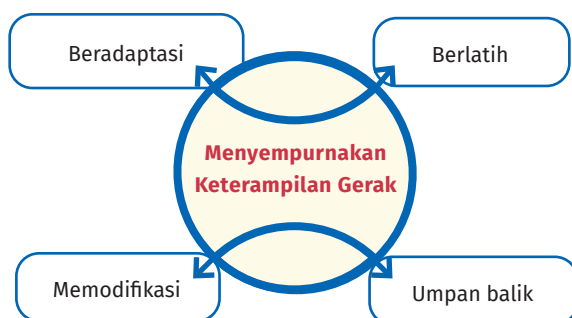 Beradaptasi
Berlatih
Menyempurnakan
Keterampilan Gerak
Memodifikasi
Umpan balik